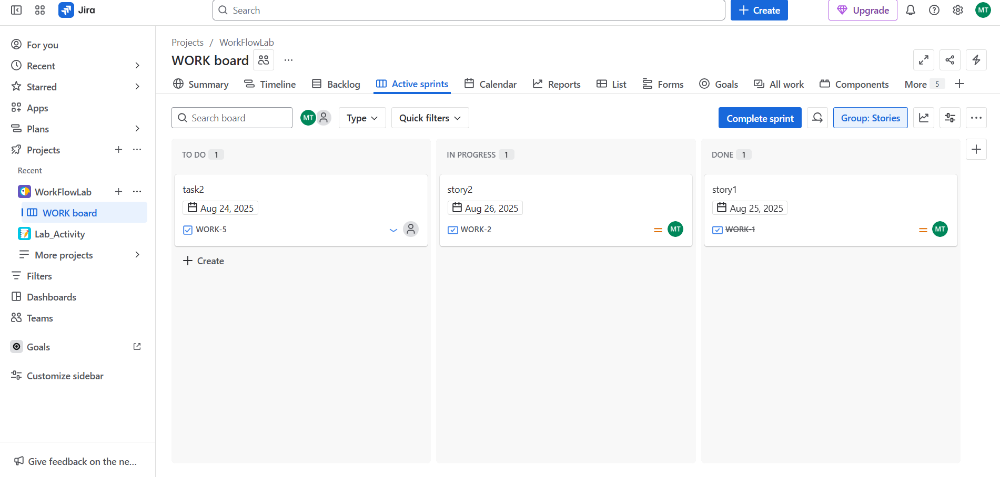 Jira
Search
Create
Upgrade
MT
For you
Recent
Starred
Apps
Plans
Projects
Recent
WorkFlowLab
WORK board
Lab_Activity
More projects
Filters
Dashboards
Teams
Goals
Customize sidebar
Give feedback on the ne...
Projects / WorkFlowLab
WORK board
Summary
Timeline
Backlog
Active sprints
Calendar
Reports
List
Forms
Goals
All work
Components
More 5
Search board
MT
Type
Quick filters
Complete sprint
Group: Stories
TO DO 1
task2
Aug 24, 2025
WORK-5
Create
IN PROGRESS 1
story2
Aug 26, 2025
WORK-2
MT
DONE 1
story1
Aug 25, 2025
WORK-1
MT